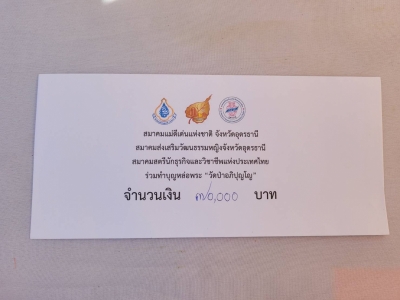 สมาคมแม่ดีเด่นแห่งชาติ จังหวัดอุดรธานี
สมาคมส่งเสริมวัฒนธรรมหญิงจังหวัดอุดรธานี
สมาคมสตรีนักธุรกิจและวิชาชีพแห่งประเทศไทย
ร่วมทำบุญหล่อพระ “วัดป่าอภิปุญโญ”
จำนวนเงิน ๓๐,000 บาท